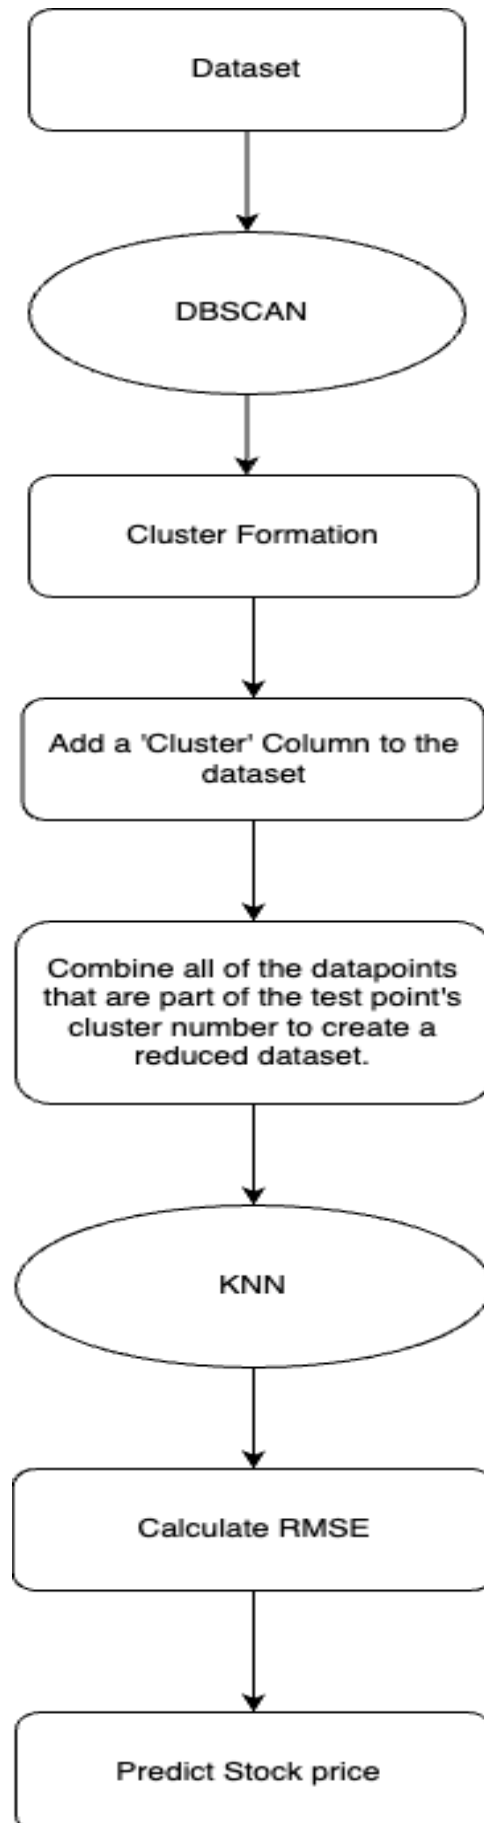 Dataset
DBSCAN
Cluster Formation
Add a 'Cluster' Column to the
dataset
Combine all of the datapoints
that are part of the test point's
cluster number to create a
reduced dataset.
KNN
Calculate RMSE
Predict Stock price